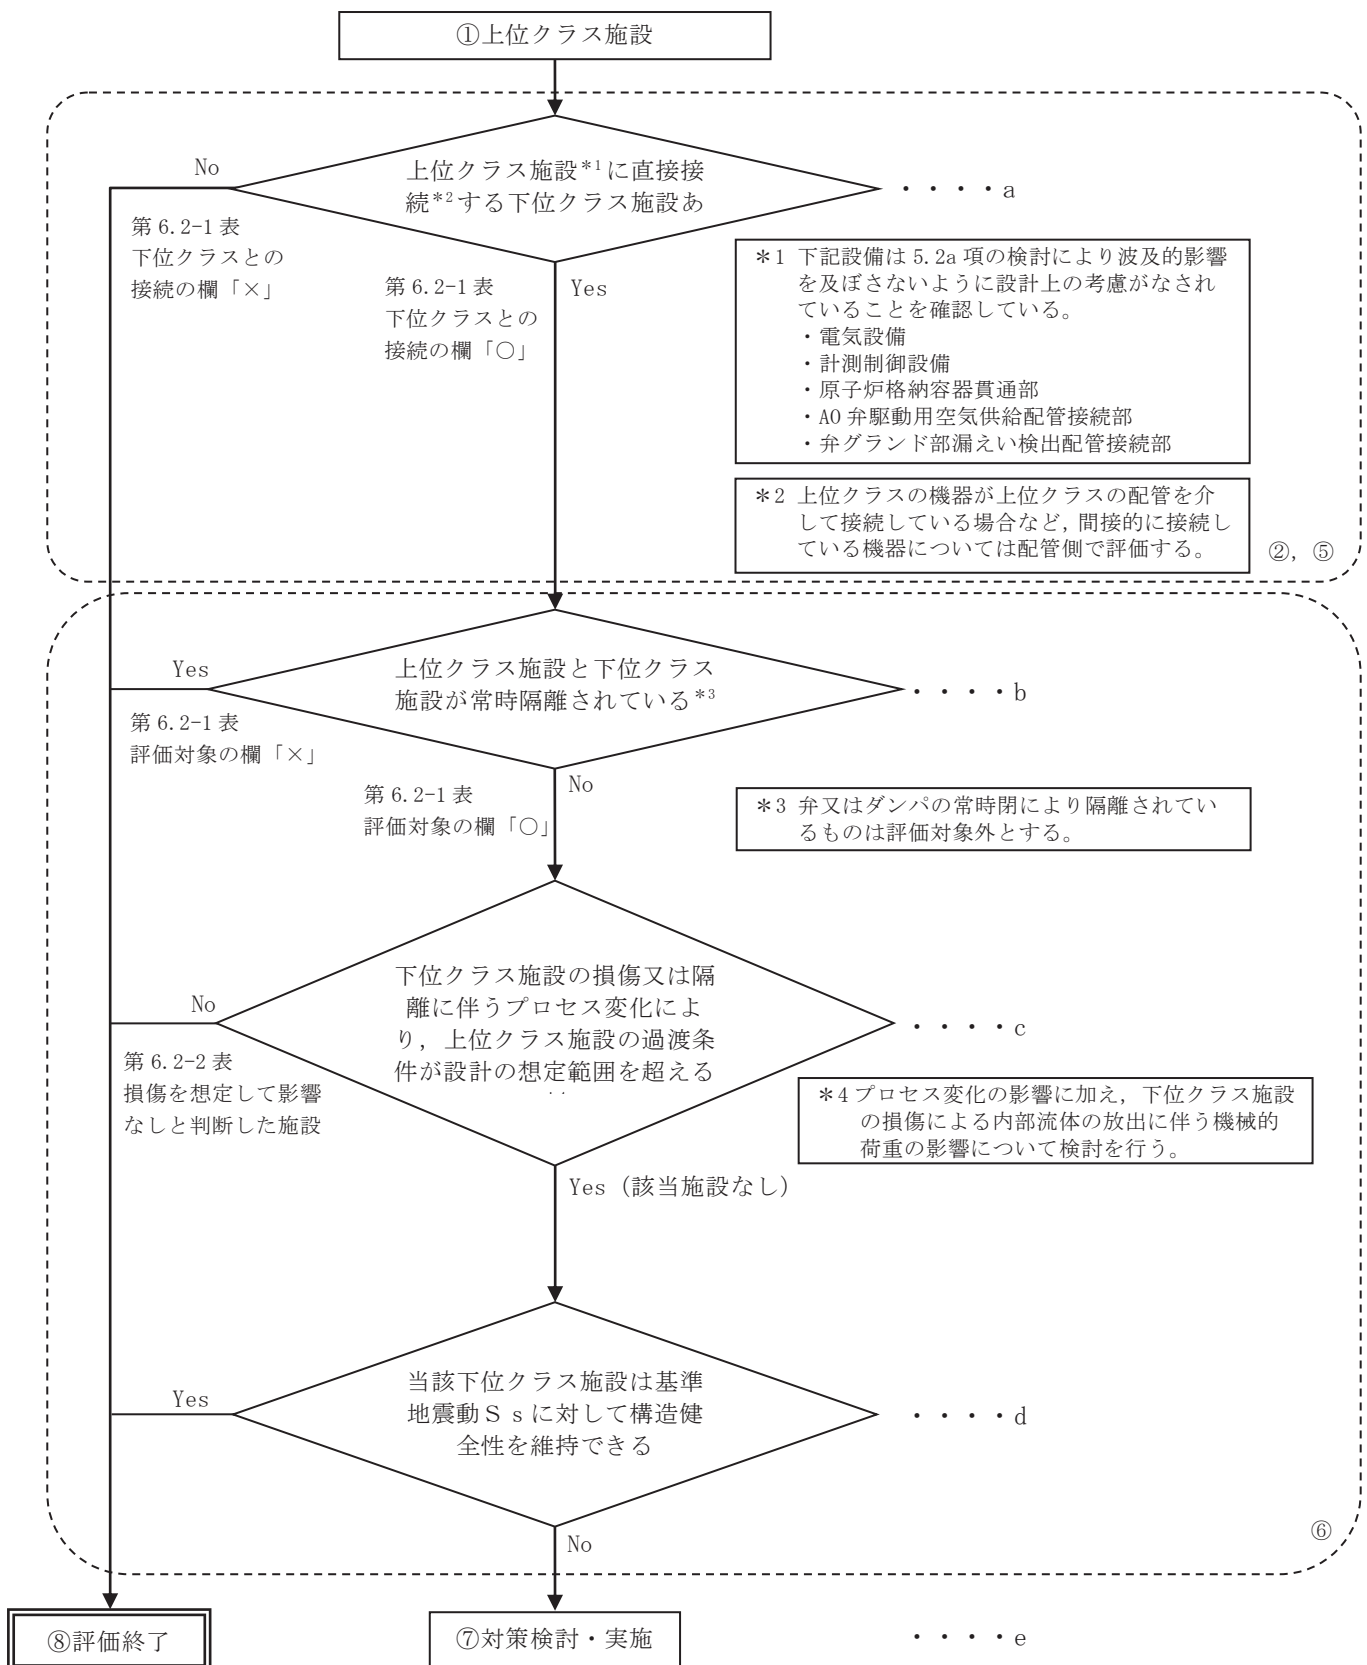 ①上位クラス施設
No
上位クラス施設*1に直接接
続*2する下位クラス施設あ
・・・・a
第 6.2-1 表
下位クラスとの
接続の欄「×」
第 6.2-1 表
下位クラスとの
接続の欄「○」
Yes
*1 下記設備は 5.2a 項の検討により波及的影響
を及ぼさないように設計上の考慮がなされ
ていることを確認している。
・電気設備
・計測制御設備
・原子炉格納容器貫通部
・AO 弁駆動用空気供給配管接続部
・弁グランド部漏えい検出配管接続部
*2 上位クラスの機器が上位クラスの配管を介
して接続している場合など,間接的に接続し
ている機器については配管側で評価する。
②,⑤
Yes
上位クラス施設と下位クラス
施設が常時隔離されている*3
・・・・b
第 6.2-1 表
評価対象の欄「×」
No
第 6.2-1 表
評価対象の欄「○」
*3 弁又はダンパの常時閉により隔離されてい
るものは評価対象外とする。
No
下位クラス施設の損傷又は隔
離に伴うプロセス変化によ
り,上位クラス施設の過渡条
件が設計の想定範囲を超える
・・・・c
第 6.2-2 表
損傷を想定して影響
なしと判断した施設
*4 プロセス変化の影響に加え,下位クラス施設
の損傷による内部流体の放出に伴う機械的
荷重の影響について検討を行う。
Yes(該当施設なし)
Yes
当該下位クラス施設は基準
地震動Ssに対して構造健
全性を維持できる
・・・・d
No
⑥
⑧評価終了
⑦対策検討・実施
・・・・e